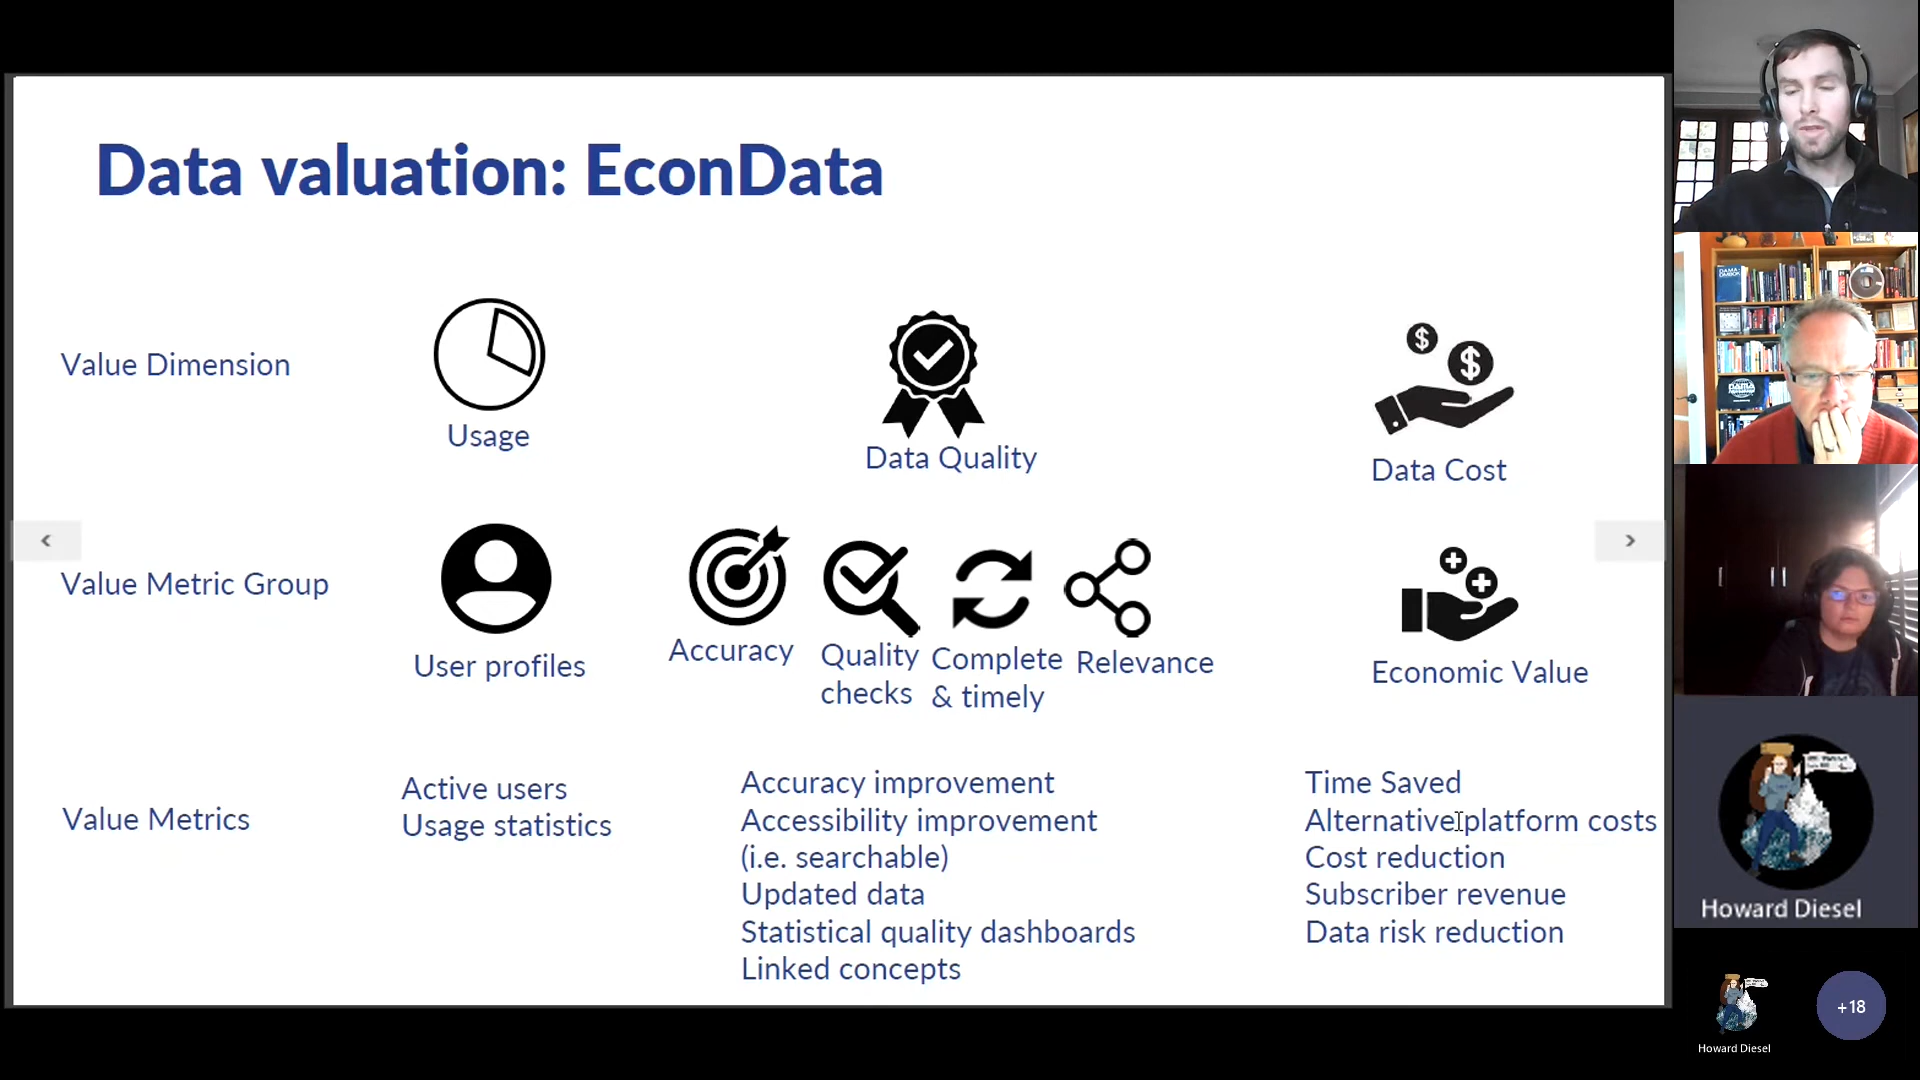 Data valuation: EconData
Value Dimension
Usage
Data Quality
Data Cost
Value Metric Group
User profiles
Accuracy
Quality
checks
Complete
& timely
Relevance
Economic Value
Value Metrics
Active users
Usage statistics
Accuracy improvement
Accessibility improvement
(i.e. searchable)
Updated data
Statistical quality dashboards
Linked concepts
Time Saved
Alternative platform costs
Cost reduction
Subscriber revenue
Data risk reduction
Howard Diesel
Howard Diesel
+18